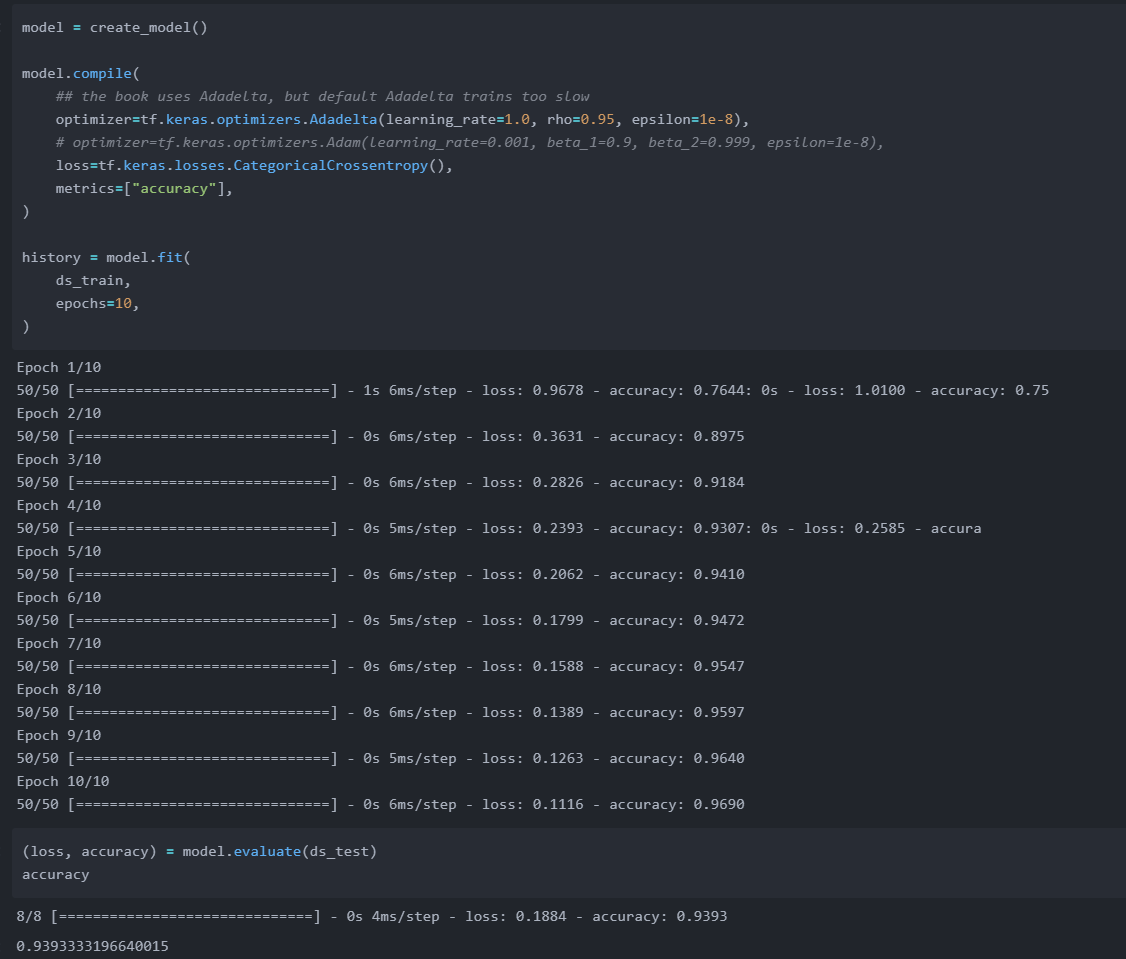 model = create_model()
model.compile(
    ## the book uses Adadelta, but default Adadelta trains too slow
    optimizer=tf.keras.optimizers.Adadelta(learning_rate=1.0, rho=0.95, epsilon=1e-8),
    # optimizer=tf.keras.optimizers.Adam(learning_rate=0.001, beta_1=0.9, beta_2=0.999, epsilon=1e-8),
    loss=tf.keras.losses.CategoricalCrossentropy(),
    metrics=["accuracy"],
)
history = model.fit(
    ds_train,
    epochs=10,
)
Epoch 1/10
50/50 [==============================] - 1s 6ms/step - loss: 0.9678 - accuracy: 0.7644: 0s - loss: 1.0100 - accuracy: 0.75
Epoch 2/10
50/50 [==============================] - 0s 6ms/step - loss: 0.3631 - accuracy: 0.8975
Epoch 3/10
50/50 [==============================] - 0s 6ms/step - loss: 0.2826 - accuracy: 0.9184
Epoch 4/10
50/50 [==============================] - 0s 5ms/step - loss: 0.2393 - accuracy: 0.9307: 0s - loss: 0.2585 - accura
Epoch 5/10
50/50 [==============================] - 0s 6ms/step - loss: 0.2062 - accuracy: 0.9410
Epoch 6/10
50/50 [==============================] - 0s 5ms/step - loss: 0.1799 - accuracy: 0.9472
Epoch 7/10
50/50 [==============================] - 0s 6ms/step - loss: 0.1588 - accuracy: 0.9547
Epoch 8/10
50/50 [==============================] - 0s 6ms/step - loss: 0.1389 - accuracy: 0.9597
Epoch 9/10
50/50 [==============================] - 0s 5ms/step - loss: 0.1263 - accuracy: 0.9640
Epoch 10/10
50/50 [==============================] - 0s 6ms/step - loss: 0.1116 - accuracy: 0.9690
(loss, accuracy) = model.evaluate(ds_test)
accuracy
8/8 [==============================] - 0s 4ms/step - loss: 0.1884 - accuracy: 0.9393
0.9393333196640015